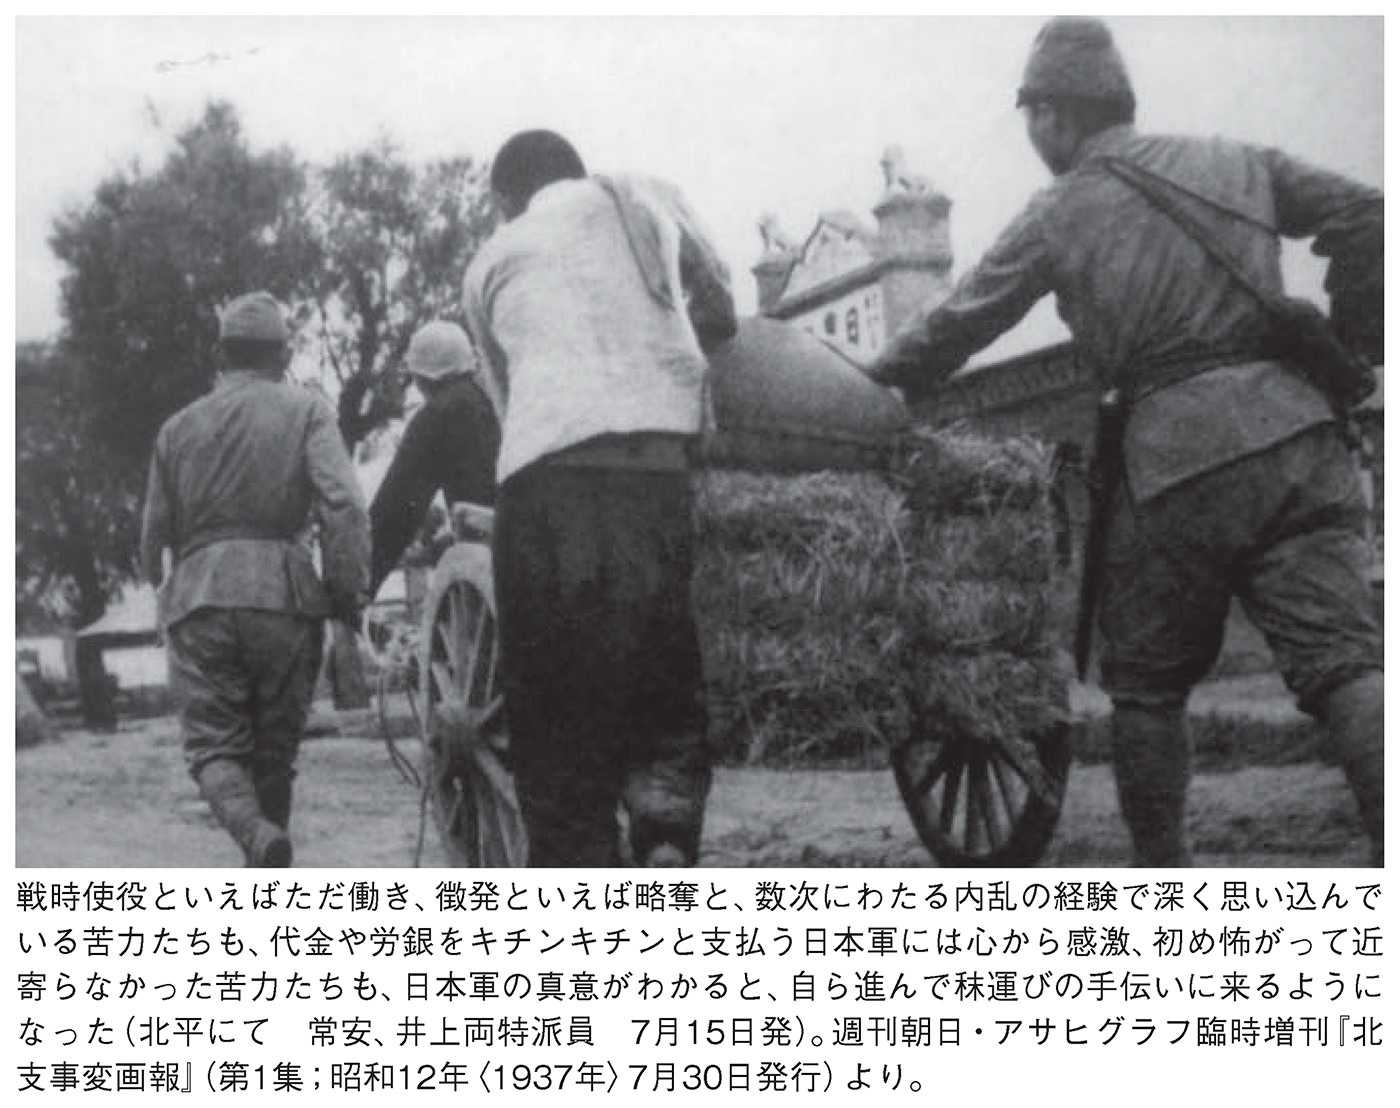 戦時使役といえばただ働き、徴発といえば略奪と、数次にわたる内乱の経験で深く思い込んで
いる苦力たちも、代金や労銀をキチンキチンと支払う日本軍には心から感激、初め怖がって近
寄らなかった苦力たちも、日本軍の真意がわかると、自ら進んで秣運びの手伝いに来るように
なった（北平にて　常安、井上両特派員　7月15日発）。週刊朝日・アサヒグラフ臨時増刊『北
支事変画報』（第1集；昭和12年〈1937年〉7月30日発行）より。